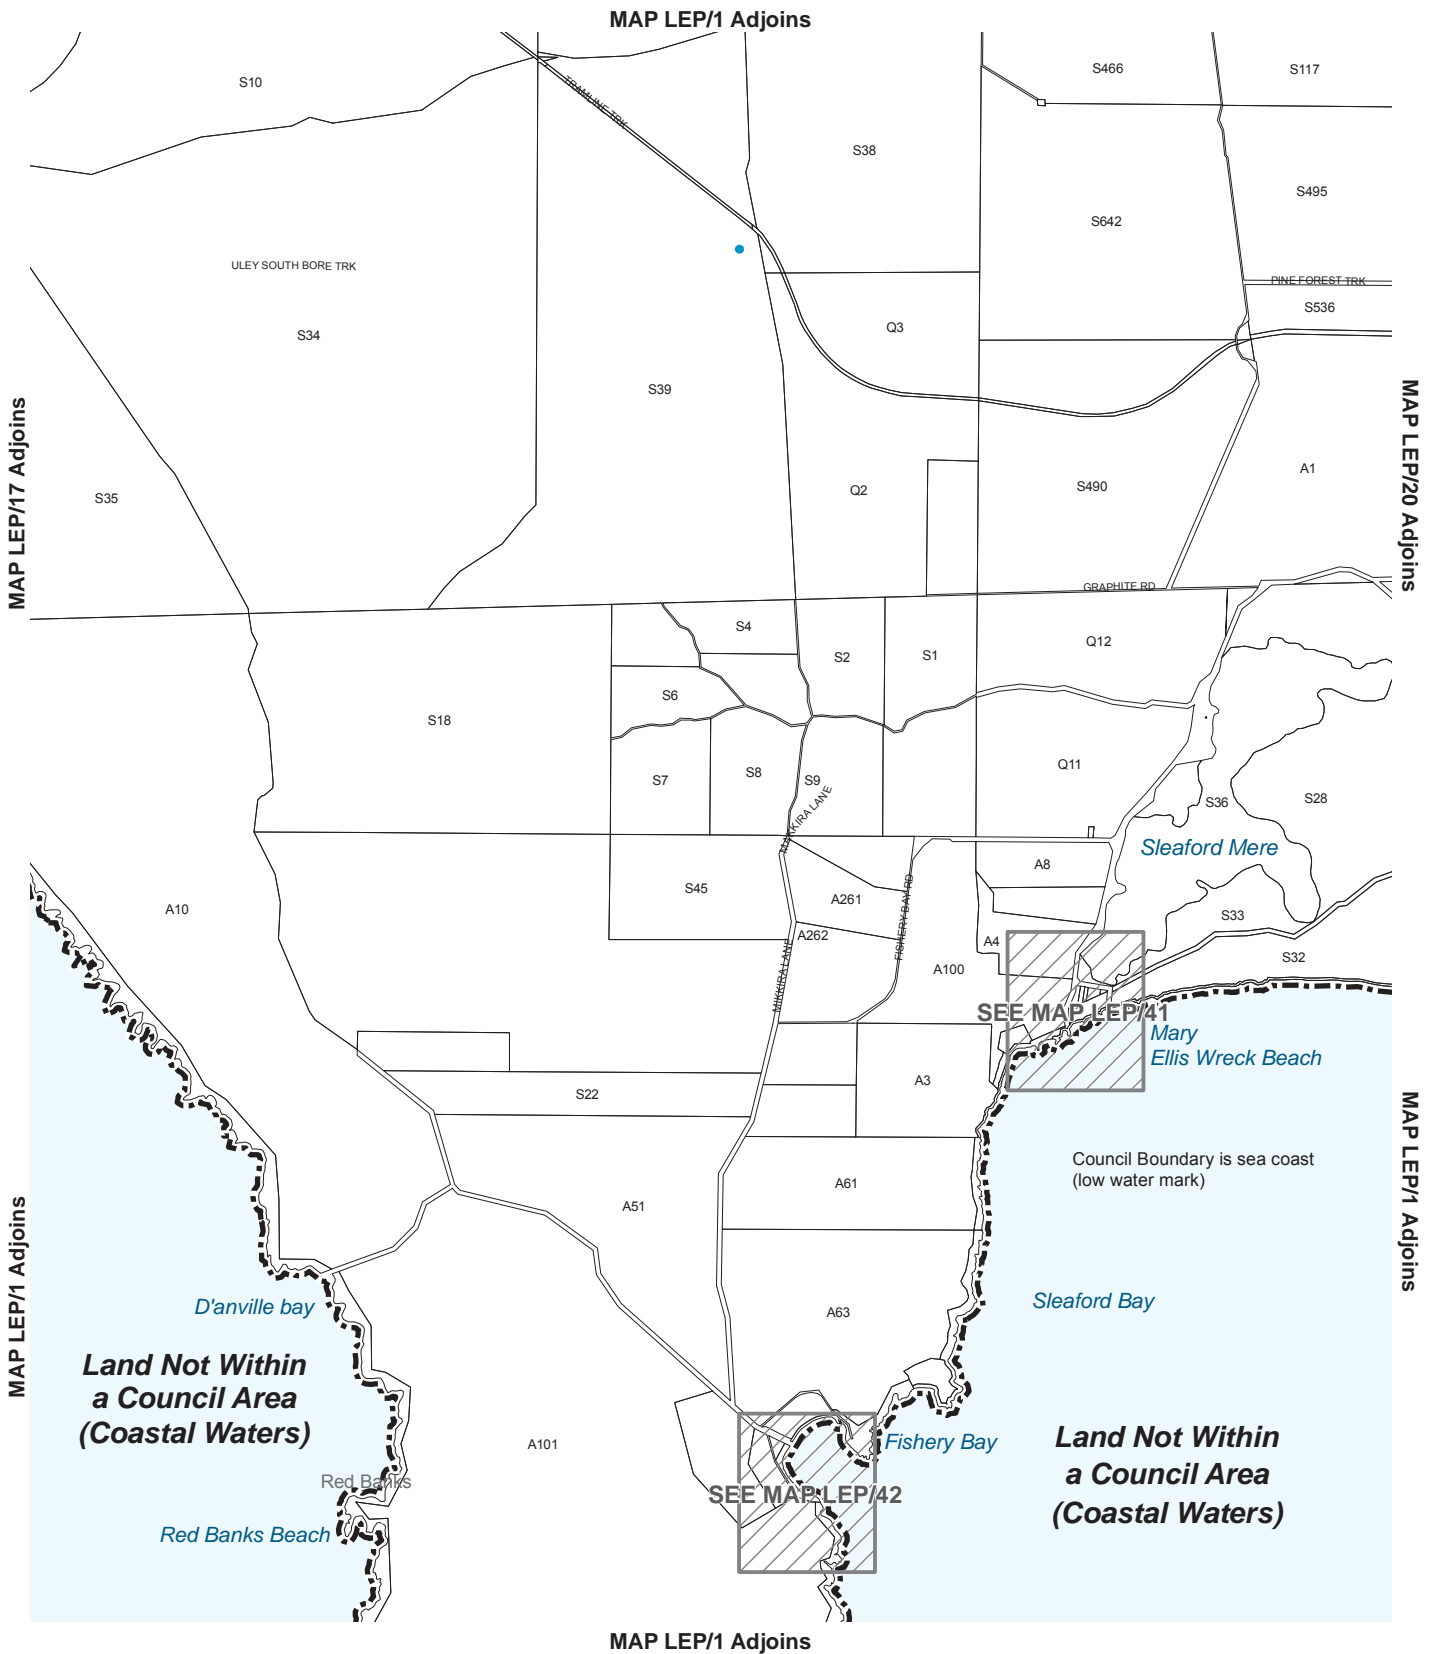 MAP LEP/1 Adjoins
S10
S466
S117
TRAMLINE TRK
S38
S495
S642
ULEY SOUTH BORE TRK
PINE FOREST TRK
S536
Q3
S34
S39
MAP LEP/17 Adjoins
MAP LEP/20 Adjoins
A1
S35
Q2
S490
GRAPHITE RD
S4
Q12
S2
S1
S6
S18
Q11
S7
S8
S9
S36
S28
MIKKIRA LANE
Sleaford Mere
A8
S45
A261
A10
FISHERY BAY RD
S33
A262
A4
S32
MIKKIRA LANE
A100
SEE MAP LEP/41
Mary
Ellis Wreck Beach
A3
S22
Council Boundary is sea coast
(low water mark)
A61
A51
MAP LEP/1 Adjoins
MAP LEP/1 Adjoins
D'anville bay
Sleaford Bay
A63
Land Not Within
a Council Area
(Coastal Waters)
A101
Fishery Bay
Land Not Within
a Council Area
(Coastal Waters)
Red Banks
SEE MAP LEP/42
Red Banks Beach
MAP LEP/1 Adjoins